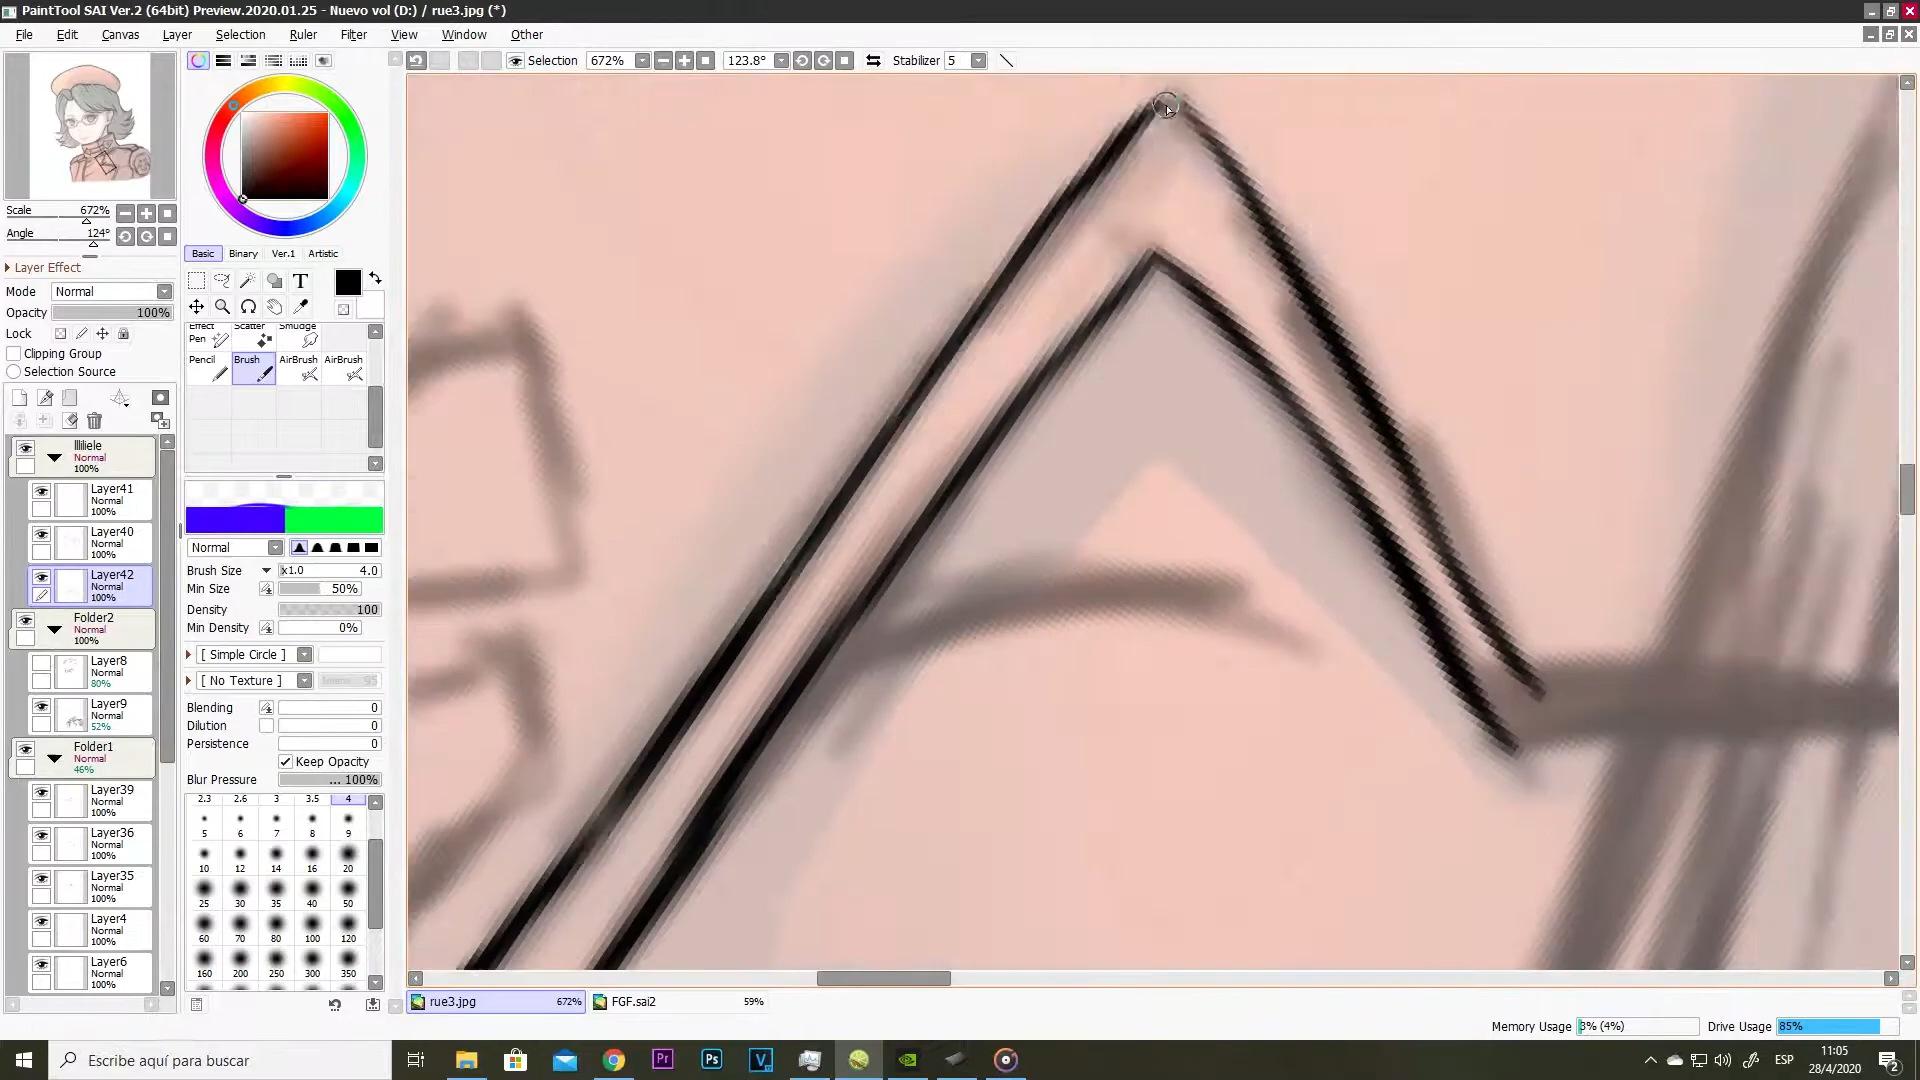 PaintTool SAI Ver.2 (64bit) Preview.2020.01.25 - Nuevo vol (D:) / rue3.jpg (*)
File Edit Canvas Layer Selection Ruler Filter View Window Other
Selection 672% 123.8° Stabilizer 5
Scale 672%
Angle 124°
Layer Effect
Mode Normal
Opacity 100%
Lock
Clipping Group
Selection Source
Basic Binary Ver.1 Artistic
T
Effect Scatter Smudge
Pen
Pencil Brush AirBrush AirBrush
Normal
Brush Size x1.0 4.0
Min Size 50%
Density 100
Min Density 0%
[ Simple Circle ]
[ No Texture ] 95
Blending 0
Dilution 0
Persistence 0
Keep Opacity
Blur Pressure ... 100%
2.3 2.6 3 3.5 4
5 6 7 8 9
10 12 14 16 20
25 30 35 40 50
60 70 80 100 120
160 200 250 300 350
Normal
100%
Layer41
Normal
100%
Layer40
Normal
100%
Layer42
Normal
100%
Folder2
Normal
100%
Layer8
80%
Layer9
52%
Folder1
Normal
46%
Layer39
Normal
100%
Layer36
Normal
100%
Layer35
Normal
100%
Layer4
Normal
100%
Layer6
Normal
100%
rue3.jpg 672% FGF.sai2 59%
Memory Usage 3% (4%) Drive Usage 85%
Escribe aquí para buscar
Pr Ps V
ESP
11:05
28/4/2020
2